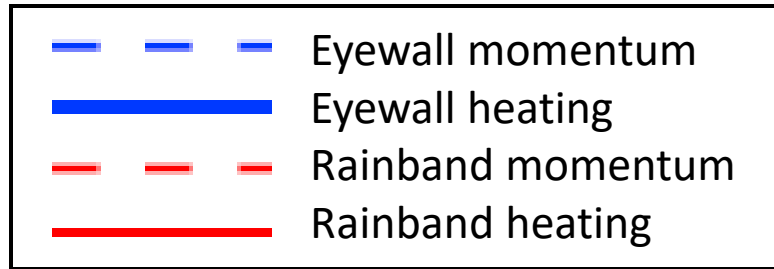 Eyewall momentum
Eyewall heating
Rainband momentum
Rainband heating